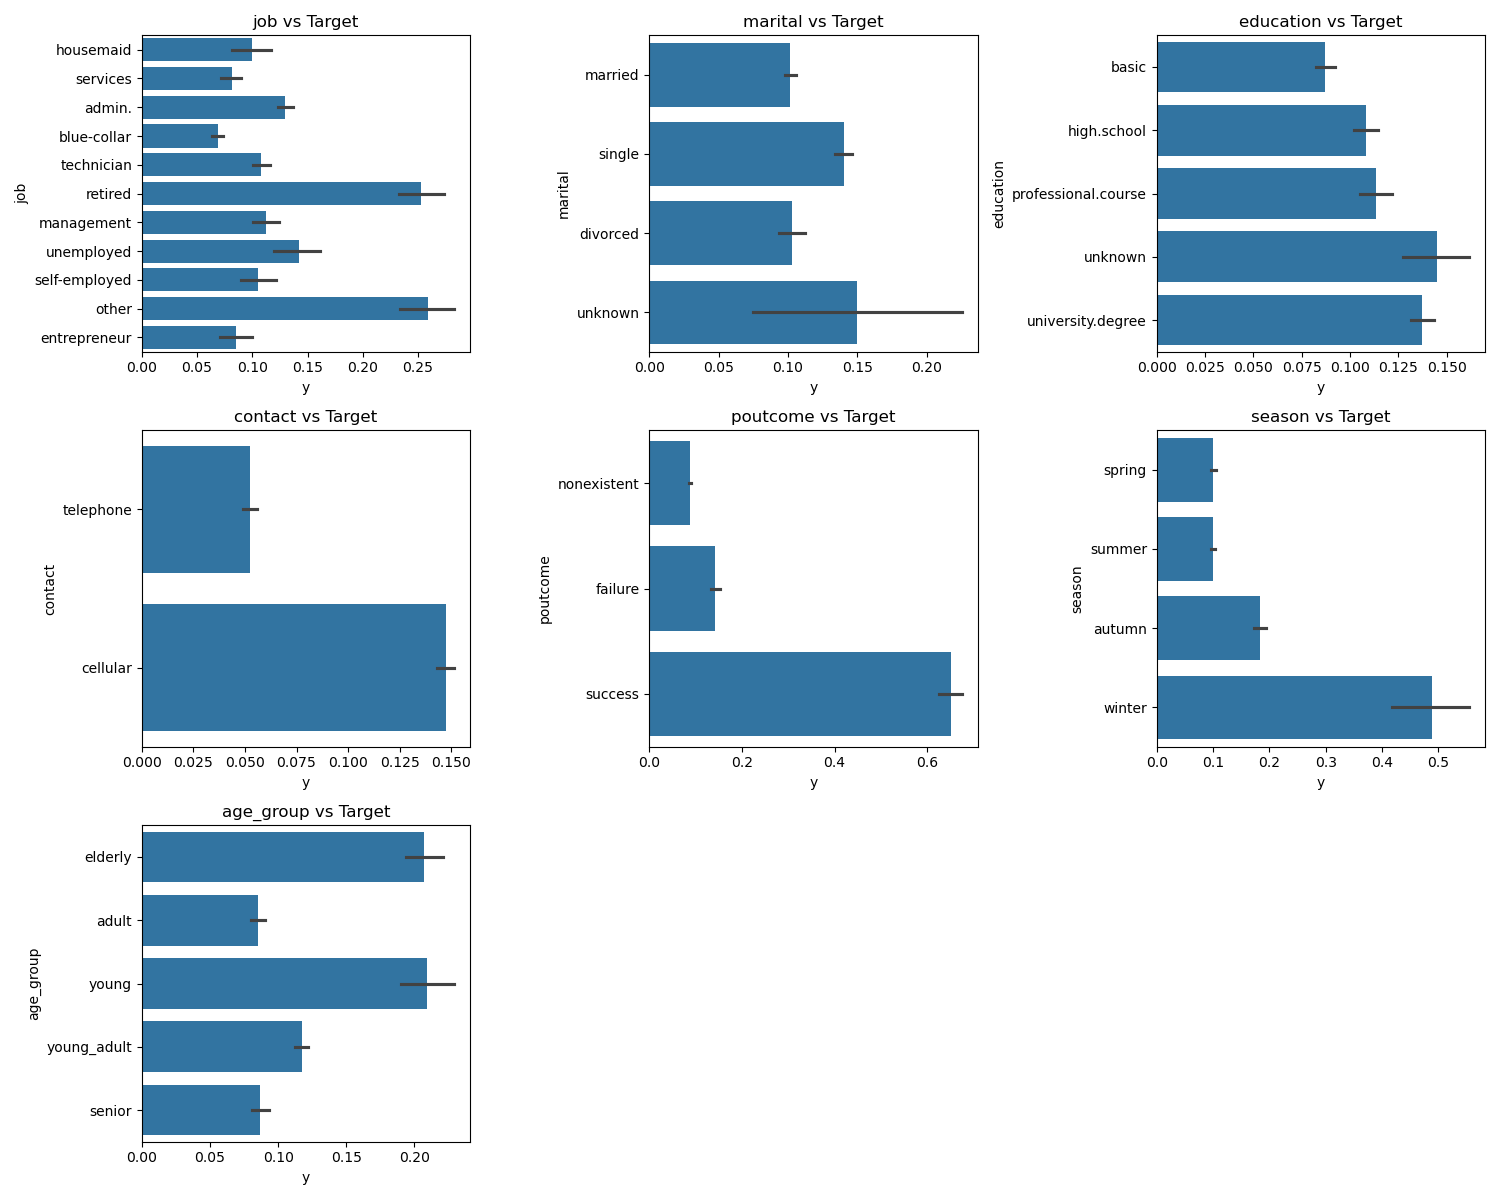 job vs Target
housemaid
services
admin.
blue-collar
technician
retired
management
unemployed
self-employed
other
entrepreneur
job
0.00 0.05 0.10 0.15 0.20 0.25
y
marital vs Target
married
single
divorced
unknown
marital
0.00 0.05 0.10 0.15 0.20
y
education vs Target
basic
high.school
professional.course
unknown
university.degree
education
0.000 0.025 0.050 0.075 0.100 0.125 0.150
y
contact vs Target
telephone
cellular
contact
0.000 0.025 0.050 0.075 0.100 0.125 0.150
y
poutcome vs Target
nonexistent
failure
success
poutcome
0.0 0.2 0.4 0.6
y
season vs Target
spring
summer
autumn
winter
season
0.0 0.1 0.2 0.3 0.4 0.5
y
age_group vs Target
elderly
adult
young
young_adult
senior
age_group
0.00 0.05 0.10 0.15 0.20
y